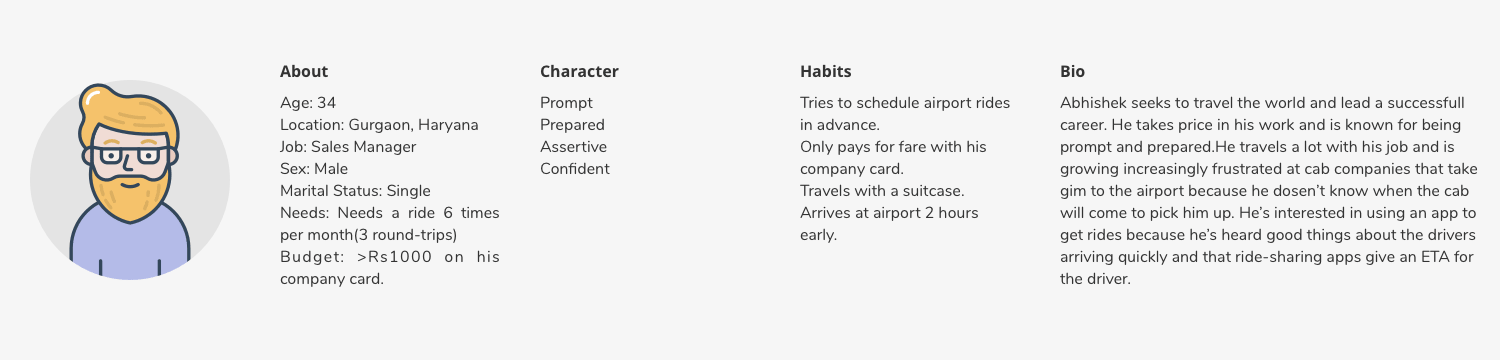 About
Age: 34
Location: Gurgaon, Haryana
Job: Sales Manager
Sex: Male
Marital Status: Single
Needs: Needs a ride 6 times
per month(3 round-trips)
Budget: >Rs1000 on his
company card.
Character
Prompt
Prepared
Assertive
Confident
Habits
Tries to schedule airport rides
in advance.
Only pays for fare with his
company card.
Travels with a suitcase.
Arrives at airport 2 hours
early.
Bio
Abhishek seeks to travel the world and lead a successfull
career. He takes price in his work and is known for being
prompt and prepared.He travels a lot with his job and is
growing increasingly frustrated at cab companies that take
gim to the airport because he dosen’t know when the cab
will come to pick him up. He’s interested in using an app to
get rides because he’s heard good things about the drivers
arriving quickly and that ride-sharing apps give an ETA for
the driver.